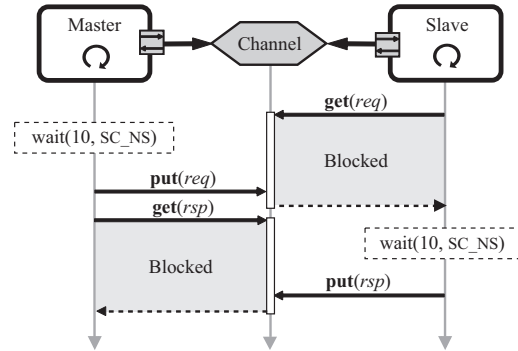 Master
Channel
Slave
get(req)
wait(10, SC_NS)
Blocked
put(req)
get(rsp)
wait(10, SC_NS)
Blocked
put(rsp)